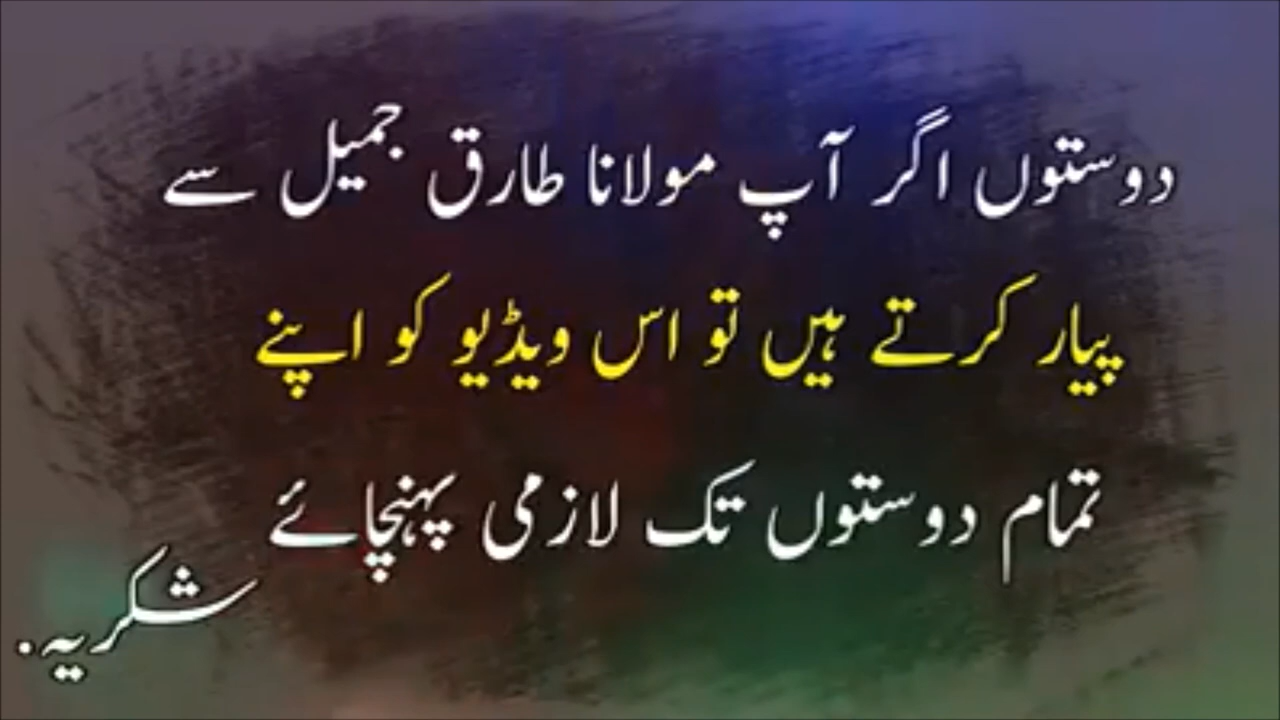 دوستوں اگر آپ مولانا طارق جمیل سے
پیار کرتے ہیں تو اس ویڈیو کو اپنے
تمام دوستوں تک لازمی پہنچائے
شکریہ.